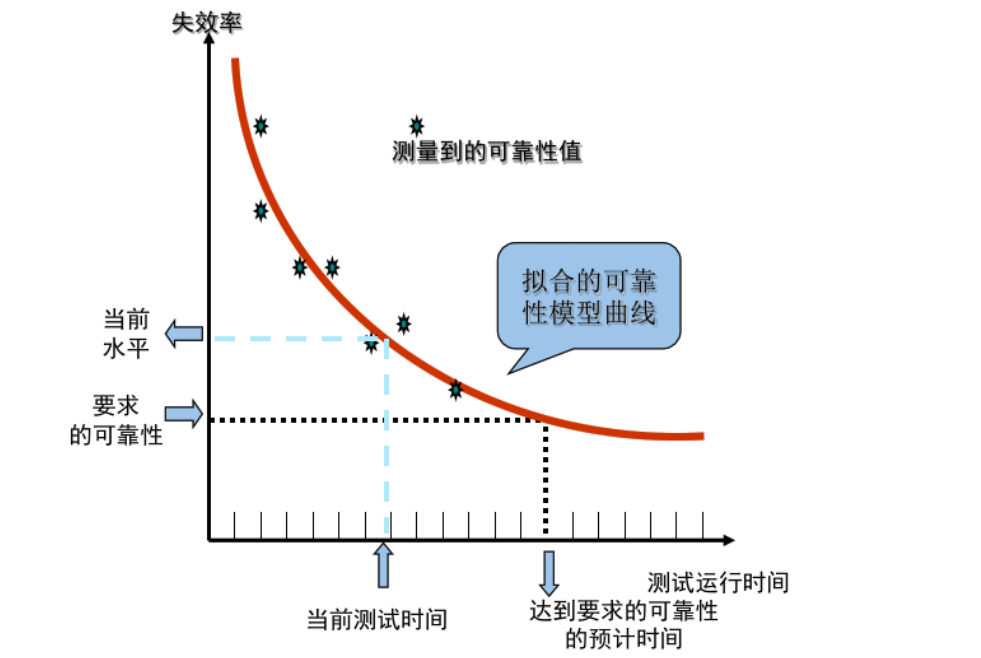 失效率
测量到的可靠性值
拟合的可靠
性模型曲线
当前
水平
要求
的可靠性
测试运行时间
当前测试时间
达到要求的可靠性
的预计时间